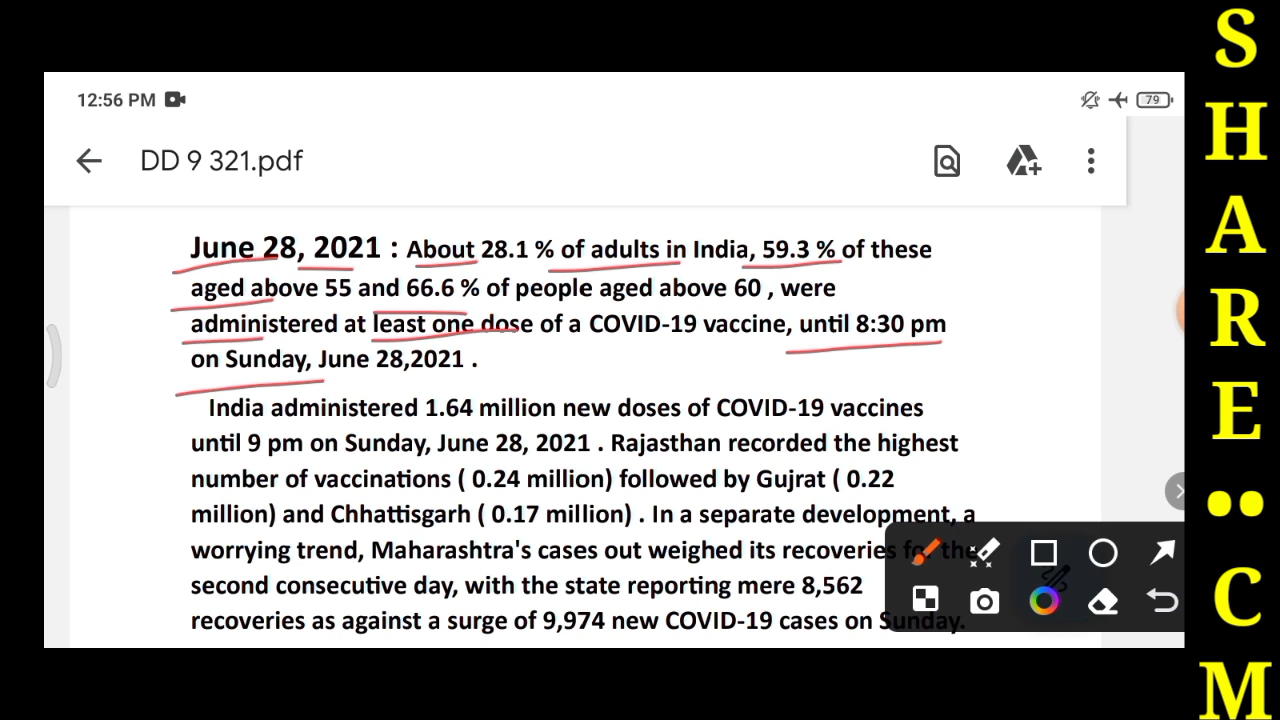 12:56 PM
79
DD 9 321.pdf
June 28, 2021 : About 28.1 % of adults in India, 59.3 % of these
aged above 55 and 66.6 % of people aged above 60 , were
administered at least one dose of a COVID-19 vaccine, until 8:30 pm
on Sunday, June 28,2021 .
India administered 1.64 million new doses of COVID-19 vaccines
until 9 pm on Sunday, June 28, 2021 . Rajasthan recorded the highest
number of vaccinations ( 0.24 million) followed by Gujrat ( 0.22
million) and Chhattisgarh ( 0.17 million) . In a separate development, a
worrying trend, Maharashtra's cases out weighed its recoveries for the
second consecutive day, with the state reporting mere 8,562
recoveries as against a surge of 9,974 new COVID-19 cases on Sunday.
S
H
A
R
E
••
C
M